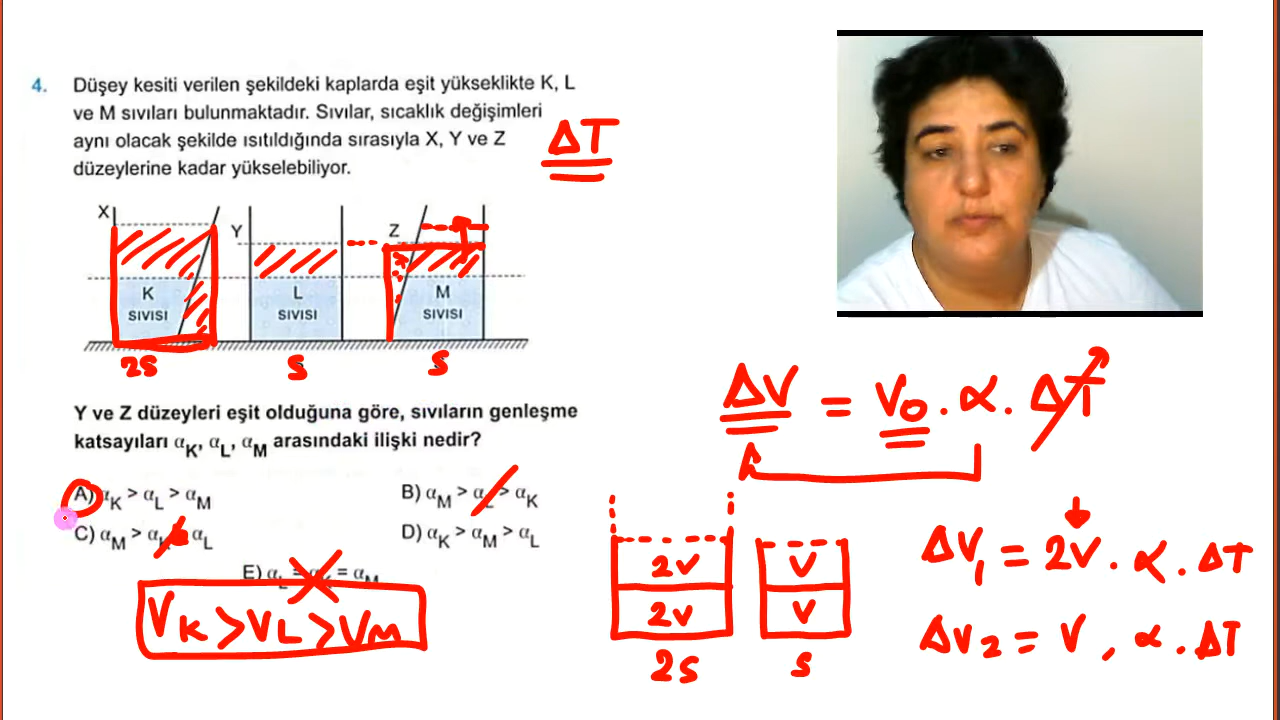 4. Düşey kesiti verilen şekildeki kaplarda eşit yükseklikte K, L
ve M sıvıları bulunmaktadır. Sıvılar, sıcaklık değişimleri
aynı olacak şekilde ısıtıldığında sırasıyla X, Y ve Z
düzeylerine kadar yükselebiliyor.
ΔT
X Y Z
K L M
SIVISI SIVISI SIVISI
2S S S
Y ve Z düzeyleri eşit olduğuna göre, sıvıların genleşme
katsayıları αK, αL, αM arasındaki ilişki nedir?
A) αK > αL > αM B) αM > αL > αK
C) αM > αK > αL D) αK > αM > αL
E) αL = αK = αM
VK > VL > VM
ΔV = V0 . α . ΔT
2V V
2V V
2S S
ΔV1 = 2V . α . ΔT
ΔV2 = V . α . ΔT